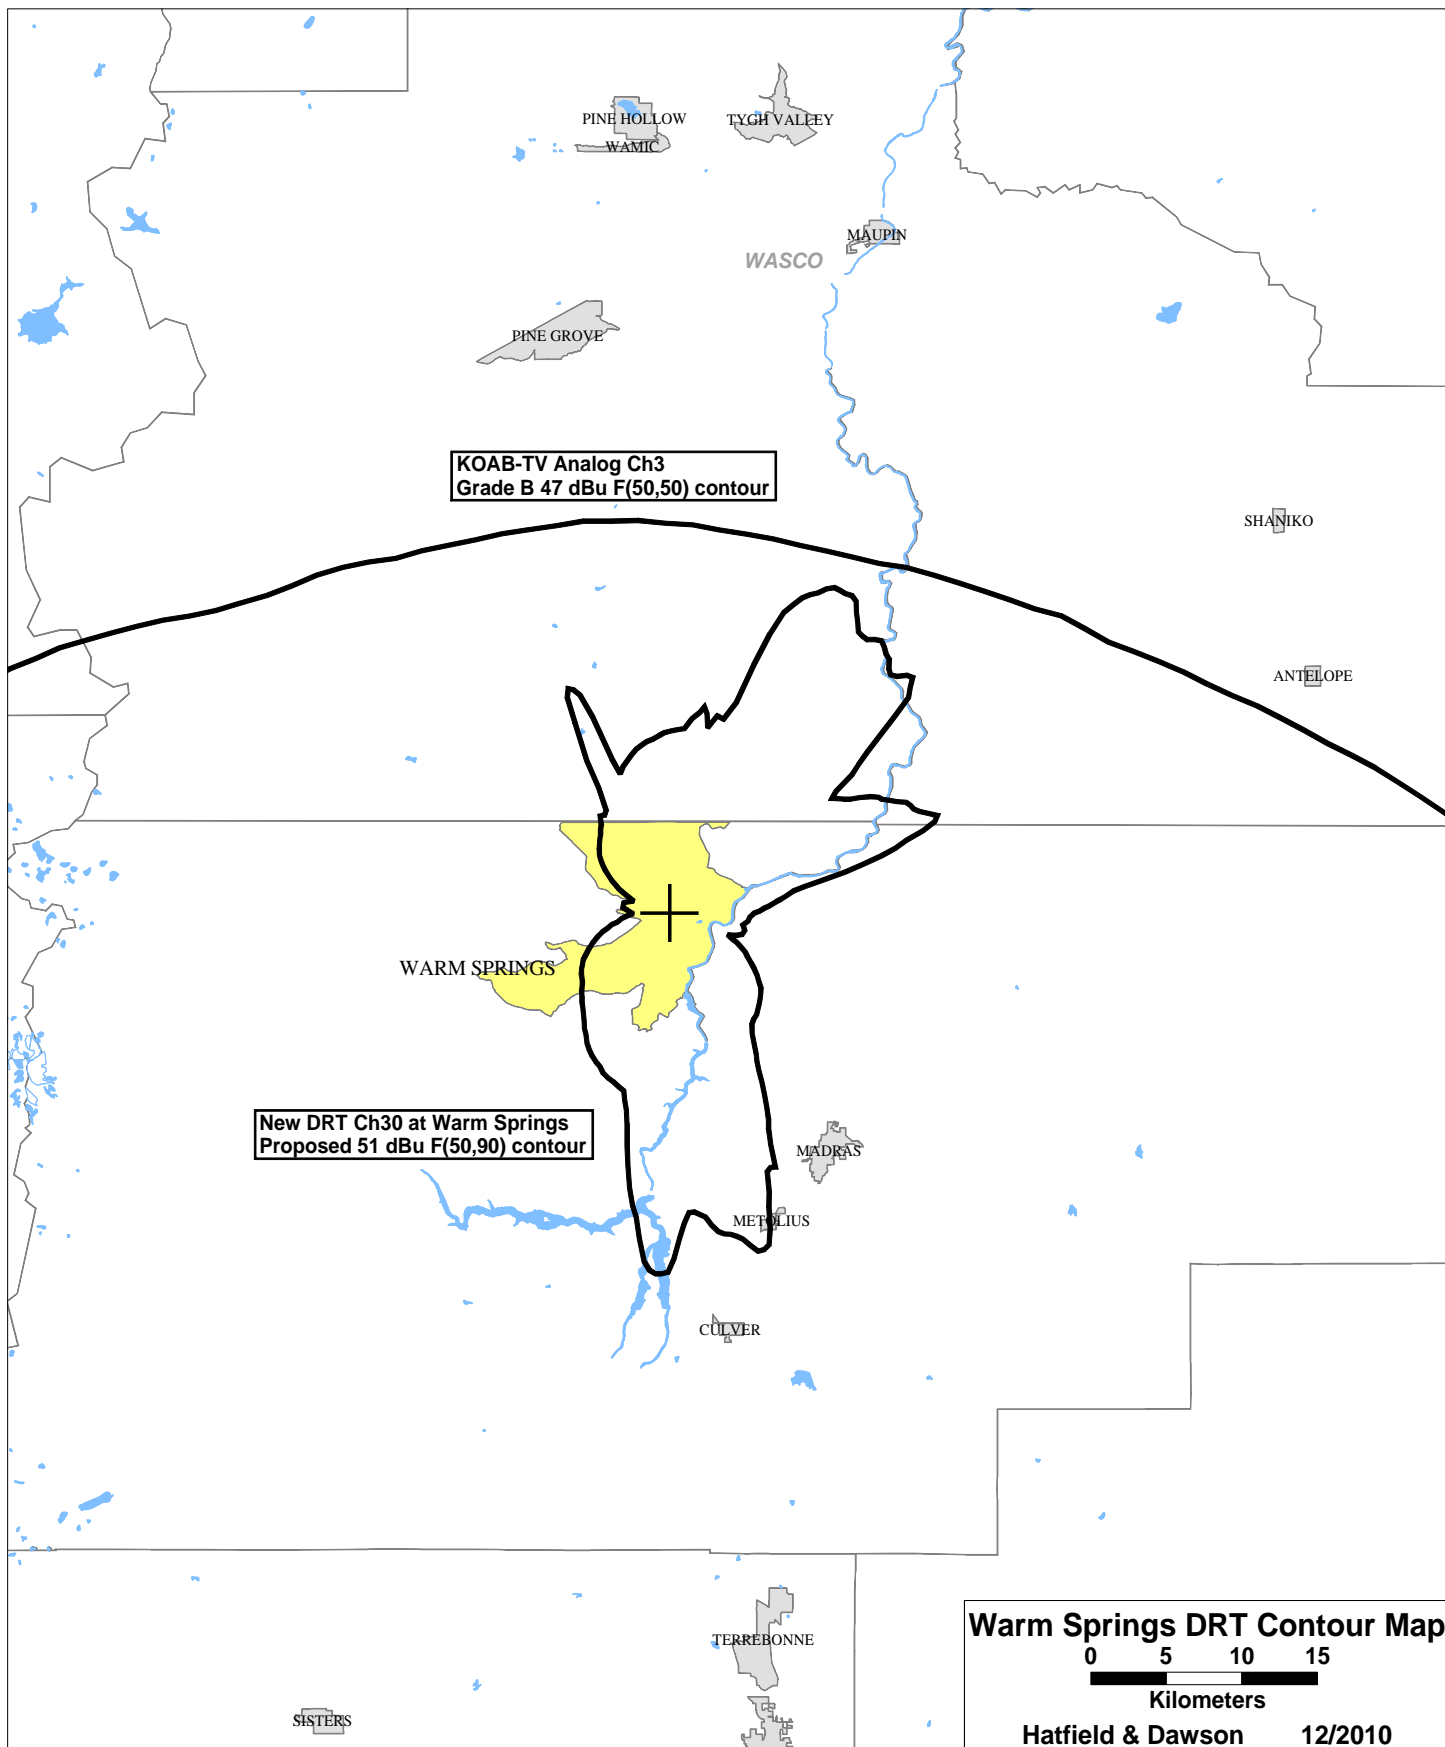 PINE HOLLOW
TYGH VALLEY
WAMIC
MAUPIN
WASCO
PINE GROVE
KOAB-TV Analog Ch3
Grade B 47 dBu F(50,50) contour
SHANIKO
ANTELOPE
WARM SPRINGS
New DRT Ch30 at Warm Springs
Proposed 51 dBu F(50,90) contour
MADRAS
METOLIUS
CULVER
TERREBONNE
SISTERS
Warm Springs DRT Contour Map
0 5 10 15
Kilometers
Hatfield & Dawson 12/2010